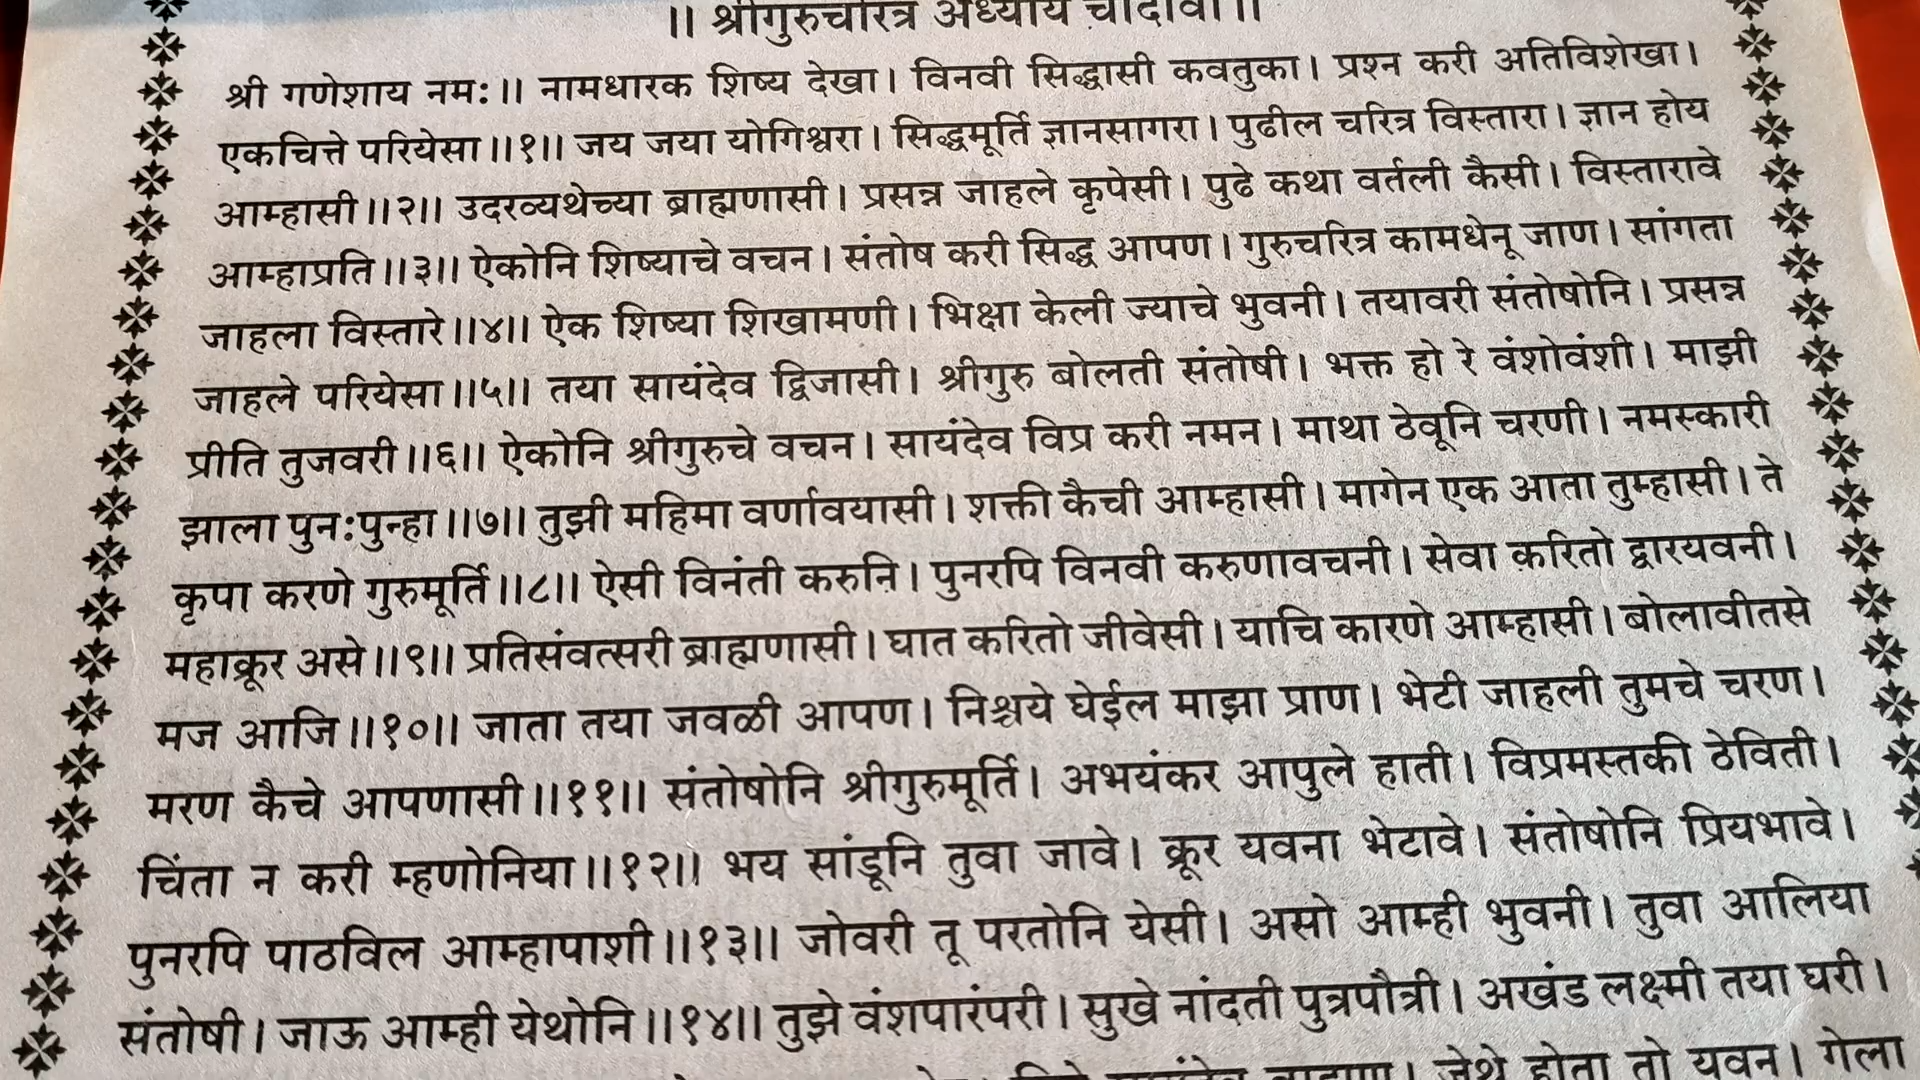 ।। श्रीगुरुचरित्र अध्याय चौदावा ।।
श्री गणेशाय नमः।। नामधारक शिष्य देखा। विनवी सिद्धासी कवतुका। प्रश्न करी अतिविशेखा।
एकचित्ते परियेसा।।१।। जय जया योगिश्वरा। सिद्धमूर्ति ज्ञानसागरा। पुढील चरित्र विस्तारा। ज्ञान होय
आम्हासी।।२।। उदरव्यथेच्या ब्राह्मणासी। प्रसन्न जाहले कृपेसी। पुढे कथा वर्तली कैसी। विस्तारावे
आम्हाप्रति।।३।। ऐकोनि शिष्याचे वचन। संतोष करी सिद्ध आपण। गुरुचरित्र कामधेनू जाण। सांगता
जाहला विस्तारे।।४।। ऐक शिष्या शिखामणी। भिक्षा केली ज्याचे भुवनी। तयावरी संतोषोनि। प्रसन्न
जाहले परियेसा।।५।। तया सायंदेव द्विजासी। श्रीगुरु बोलती संतोषी। भक्त हो रे वंशोवंशी। माझी
प्रीति तुजवरी।।६।। ऐकोनि श्रीगुरुचे वचन। सायंदेव विप्र करी नमन। माथा ठेवूनि चरणी। नमस्कारी
झाला पुनःपुन्हा।।७।। तुझी महिमा वर्णावयासी। शक्ती कैची आम्हासी। मागेन एक आता तुम्हासी। ते
कृपा करणे गुरुमूर्ति।।८।। ऐसी विनंती करुनि। पुनरपि विनवी करुणावचनी। सेवा करितो द्वारयवनी।
महाक्रूर असे।।९।। प्रतिसंवत्सरी ब्राह्मणासी। घात करितो जीवेसी। याचि कारणे आम्हासी। बोलावीतसे
मज आजि।।१०।। जाता तया जवळी आपण। निश्चये घेईल माझा प्राण। भेटी जाहली तुमचे चरण।
मरण कैचे आपणासी।।११।। संतोषोनि श्रीगुरुमूर्ति। अभयंकर आपुले हाती। विप्रमस्तकी ठेविती।
चिंता न करी म्हणोनिया।।१२।। भय सांडूनि तुवा जावे। क्रूर यवना भेटावे। संतोषोनि प्रियभावे।
पुनरपि पाठविल आम्हापाशी।।१३।। जोवरी तू परतोनि येसी। असो आम्ही भुवनी। तुवा आलिया
संतोषी। जाऊ आम्ही येथोनि।।१४।। तुझे वंशपारंपरी। सुखे नांदती पुत्रपौत्री। अखंड लक्ष्मी तया घरी।
ब्राह्मण। जेथे होता तो यवन। गेला